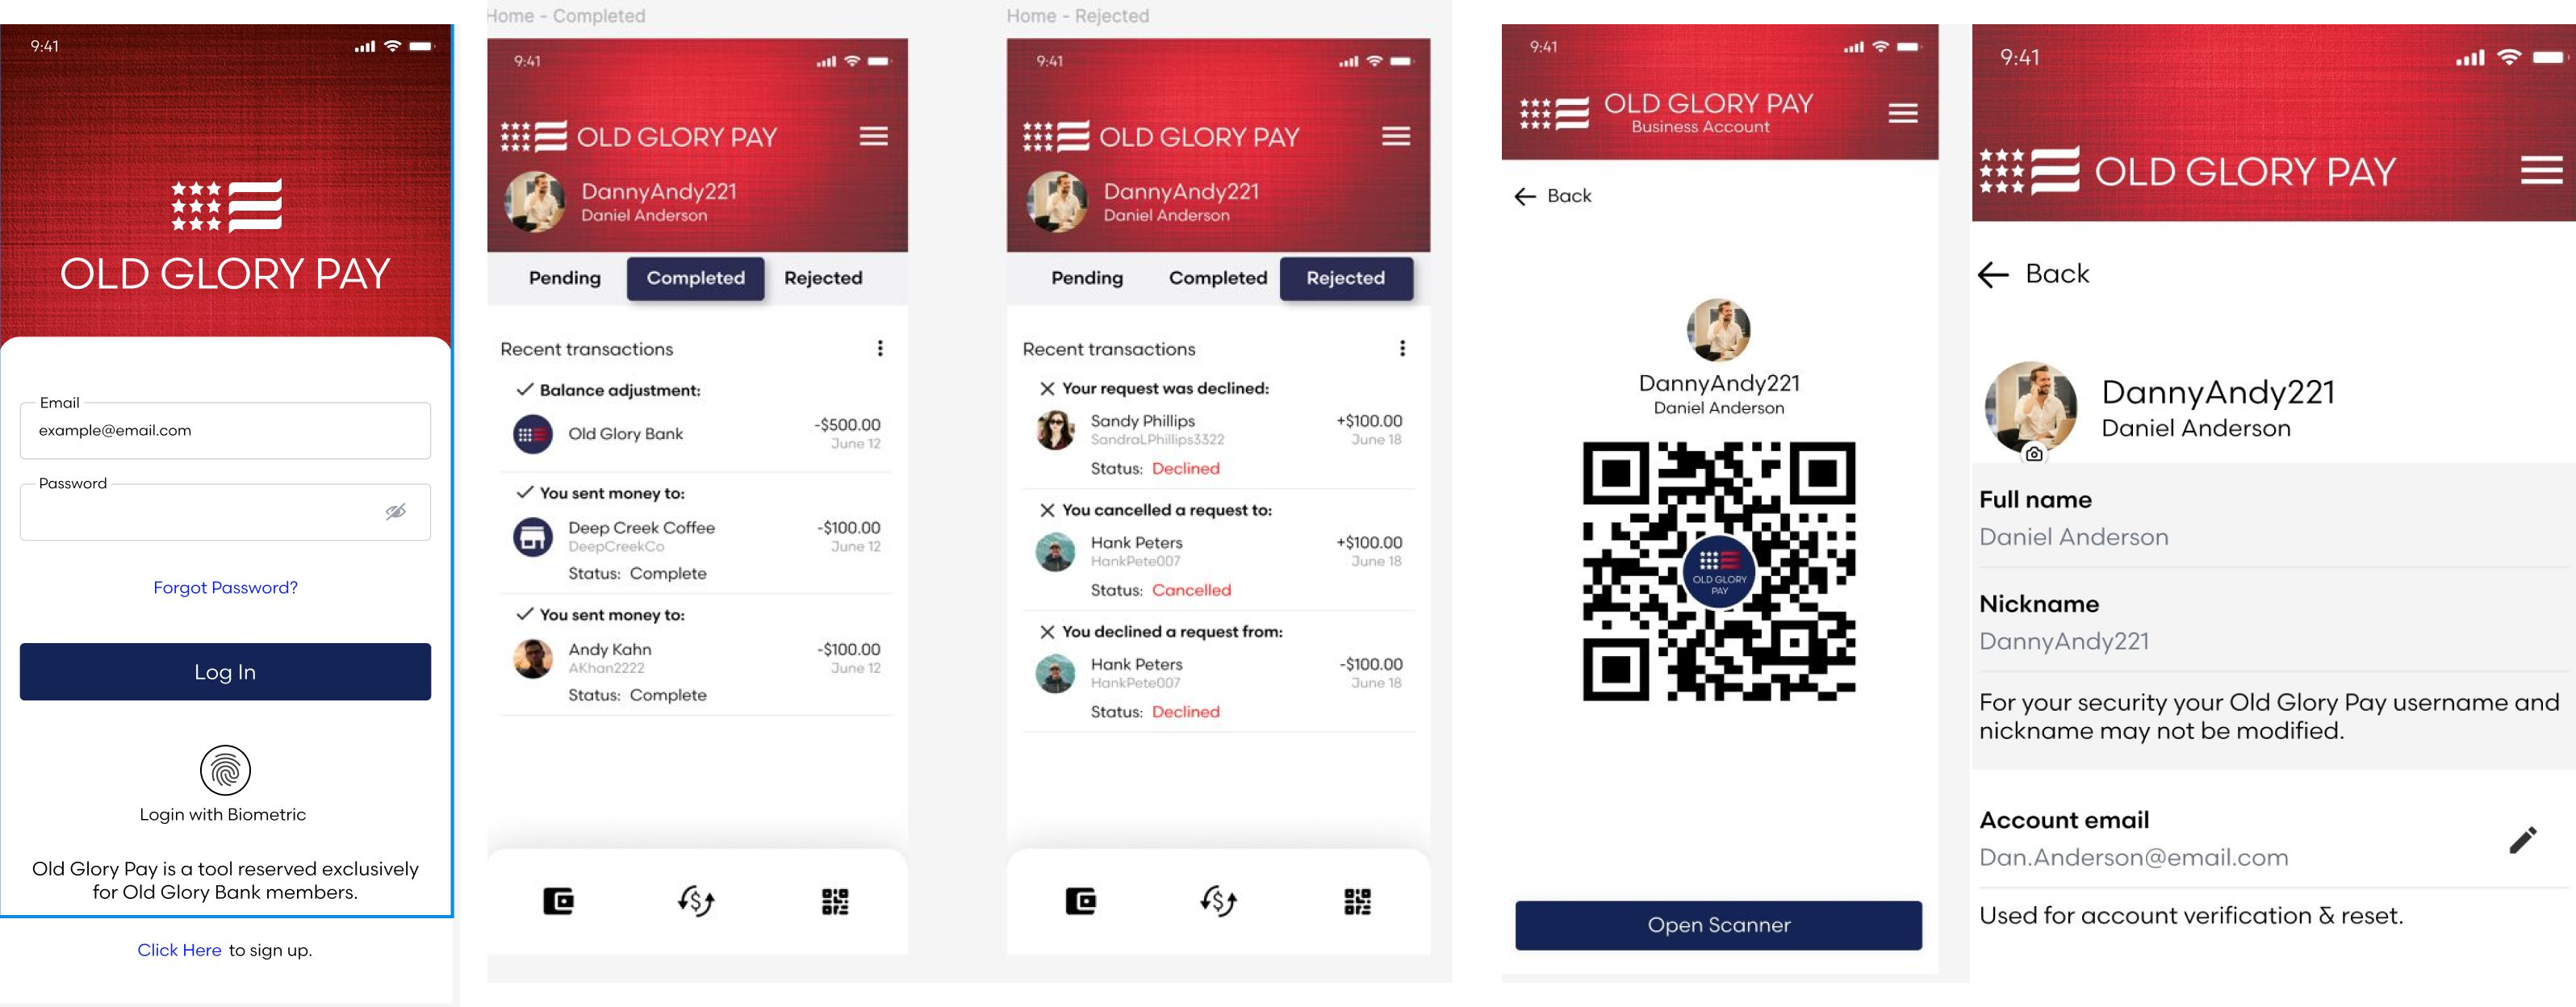 9:41
OLD GLORY PAY
Email
example@email.com
Password
Forgot Password?
Log In
Login with Biometric
Old Glory Pay is a tool reserved exclusively
for Old Glory Bank members.
Click Here to sign up.
Home - Completed
9:41
OLD GLORY PAY
DannyAndy221
Daniel Anderson
Pending Completed Rejected
Recent transactions
Balance adjustment:
Old Glory Bank -$500.00
June 12
You sent money to:
Deep Creek Coffee -$100.00
DeepCreekCo June 12
Status: Complete
You sent money to:
Andy Kahn -$100.00
AKhan2222 June 12
Status: Complete
Home - Rejected
9:41
OLD GLORY PAY
DannyAndy221
Daniel Anderson
Pending Completed Rejected
Recent transactions
Your request was declined:
Sandy Phillips +$100.00
SandraLPhillips3322 June 18
Status: Declined
You cancelled a request to:
Hank Peters +$100.00
HankPete007 June 18
Status: Cancelled
You declined a request from:
Hank Peters -$100.00
HankPete007 June 18
Status: Declined
9:41
OLD GLORY PAY
Business Account
Back
DannyAndy221
Daniel Anderson
OLD GLORY
PAY
Open Scanner
9:41
OLD GLORY PAY
Back
DannyAndy221
Daniel Anderson
Full name
Daniel Anderson
Nickname
DannyAndy221
For your security your Old Glory Pay username and
nickname may not be modified.
Account email
Dan.Anderson@email.com
Used for account verification & reset.